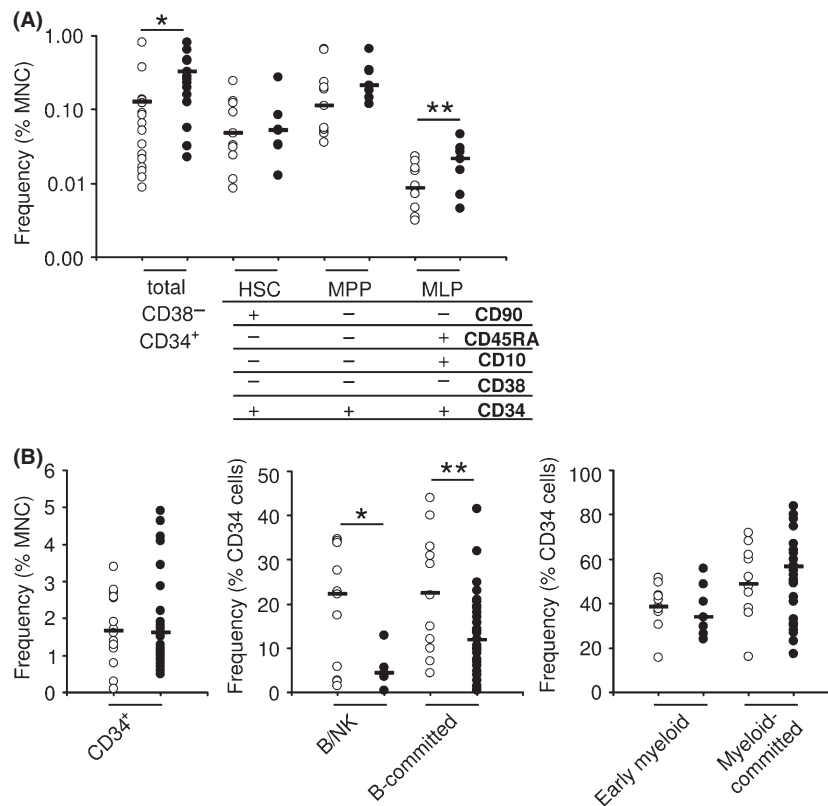 (A)
*
**
Frequency (% MNC)
1.00
0.10
0.01
0.00
total HSC MPP MLP
CD38⁻ + − − CD90
CD34⁺ − − + CD45RA
− − + CD10
− − − CD38
+ + + CD34
(B)
Frequency (% MNC)
6
5
4
3
2
1
0
CD34⁺
Frequency (% CD34 cells)
50
40
30
20
10
0
*
**
B/NK
B-committed
Frequency (% CD34 cells)
100
80
60
40
20
0
Early myeloid
Myeloid-
committed